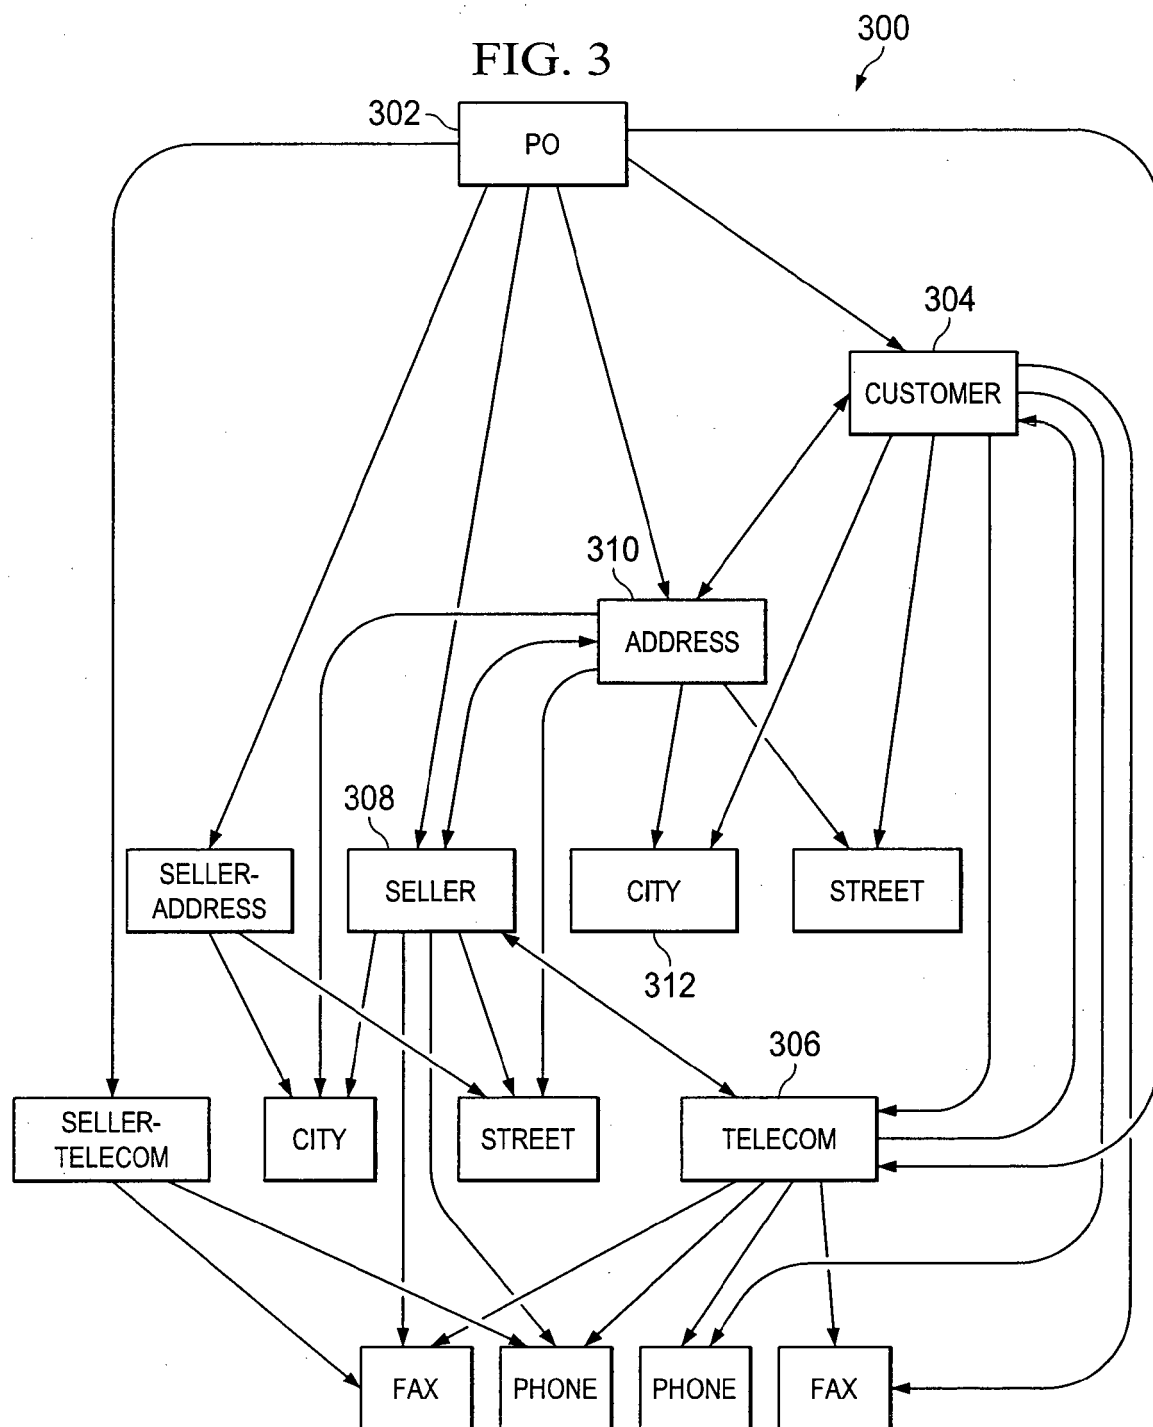 300
FIG. 3
302
PO
304
CUSTOMER
310
ADDRESS
308
SELLER-
ADDRESS
SELLER
CITY
STREET
312
306
SELLER-
TELECOM
CITY
STREET
TELECOM
FAX
PHONE
PHONE
FAX